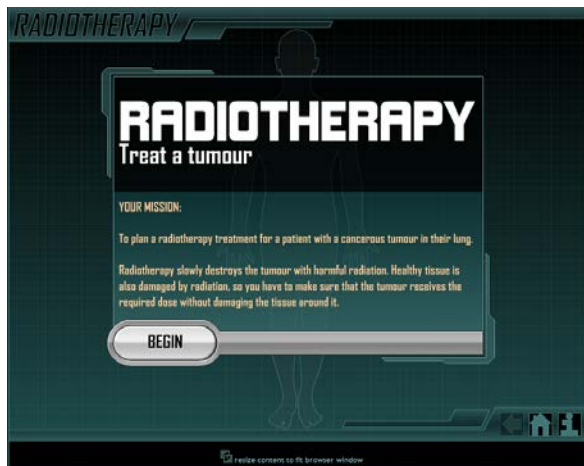 RADIOTHERAPY
RADIOTHERAPY
Treat a tumour
YOUR MISSION:
To plan a radiotherapy treatment for a patient with a cancerous tumour in their lung.
Radiotherapy slowly destroys the tumour with harmful radiation. Healthy tissue is
also damaged by radiation, so you have to make sure that the tumour receives the
required dose without damaging the tissue around it.
BEGIN
resize content to fit browser window